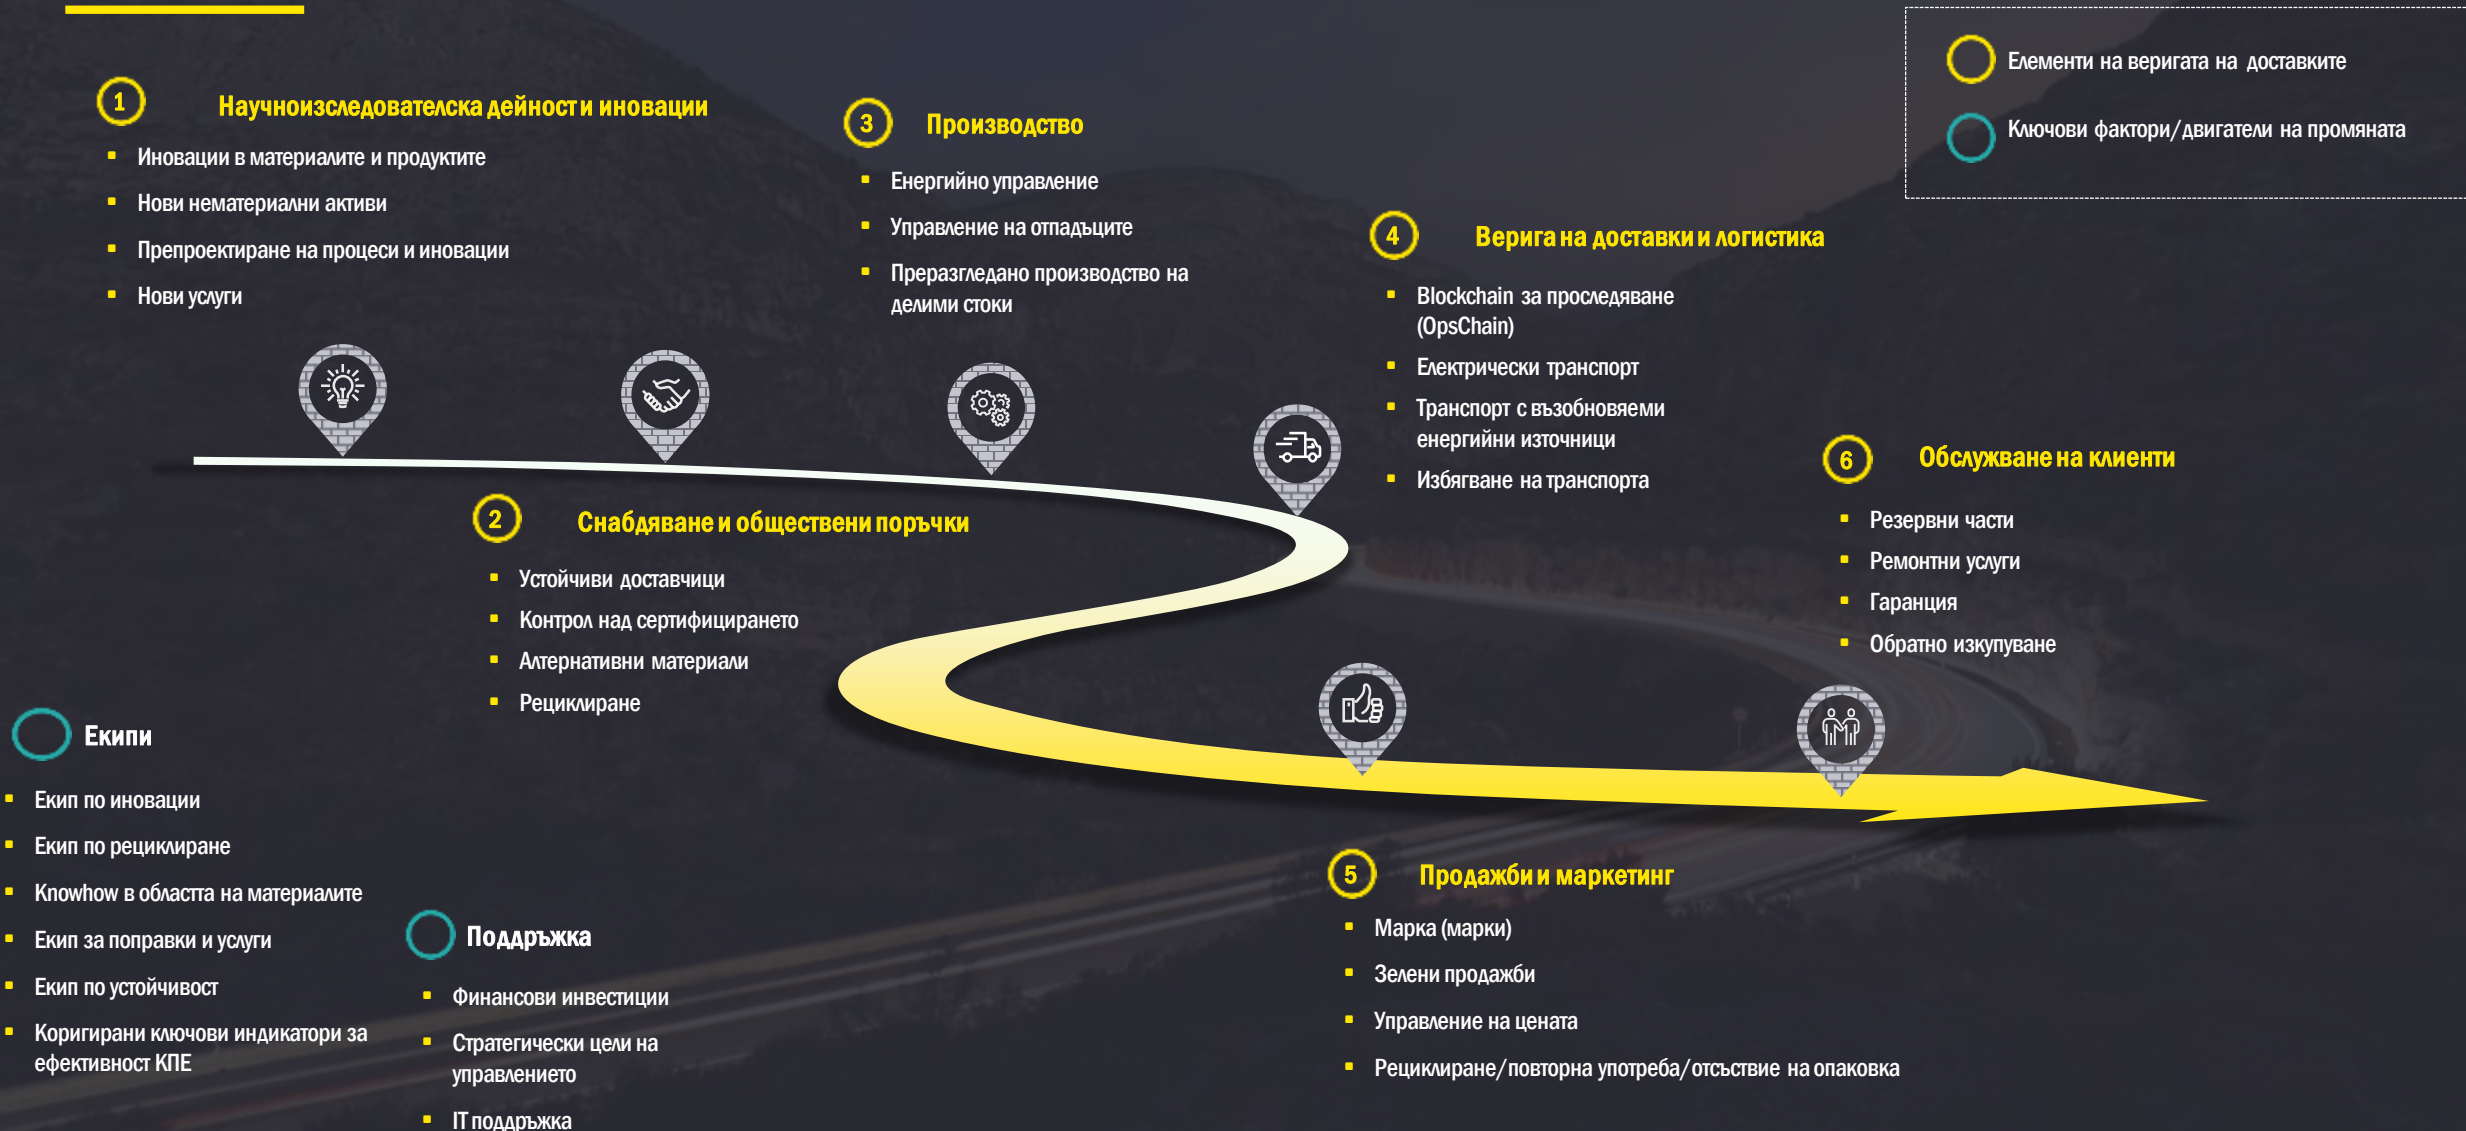 Елементи на веригата на доставките
Ключови фактори/двигатели на промяната
1
Научноизследователска дейност и иновации
Иновации в материалите и продуктите
Нови нематериални активи
Препроектиране на процеси и иновации
Нови услуги
3
Производство
Енергийно управление
Управление на отпадъците
Преразгледано производство на
делими стоки
4
Верига на доставки и логистика
Blockchain за проследяване
(OpsChain)
Електрически транспорт
Транспорт с възобновяеми
енергийни източници
Избягване на транспорта
6
Обслужване на клиенти
Резервни части
Ремонтни услуги
Гаранция
Обратно изкупуване
2
Снабдяване и обществени поръчки
Устойчиви доставчици
Контрол над сертифицирането
Алтернативни материали
Рециклиране
Екипи
Екип по иновации
Екип по рециклиране
Knowhow в областта на материалите
Екип за поправки и услуги
Екип по устойчивост
Коригирани ключови индикатори за
ефективност КПЕ
Поддръжка
Финансови инвестиции
Стратегически цели на
управлението
IT поддръжка
5
Продажби и маркетинг
Марка (марки)
Зелени продажби
Управление на цената
Рециклиране/повторна употреба/отсъствие на опаковка